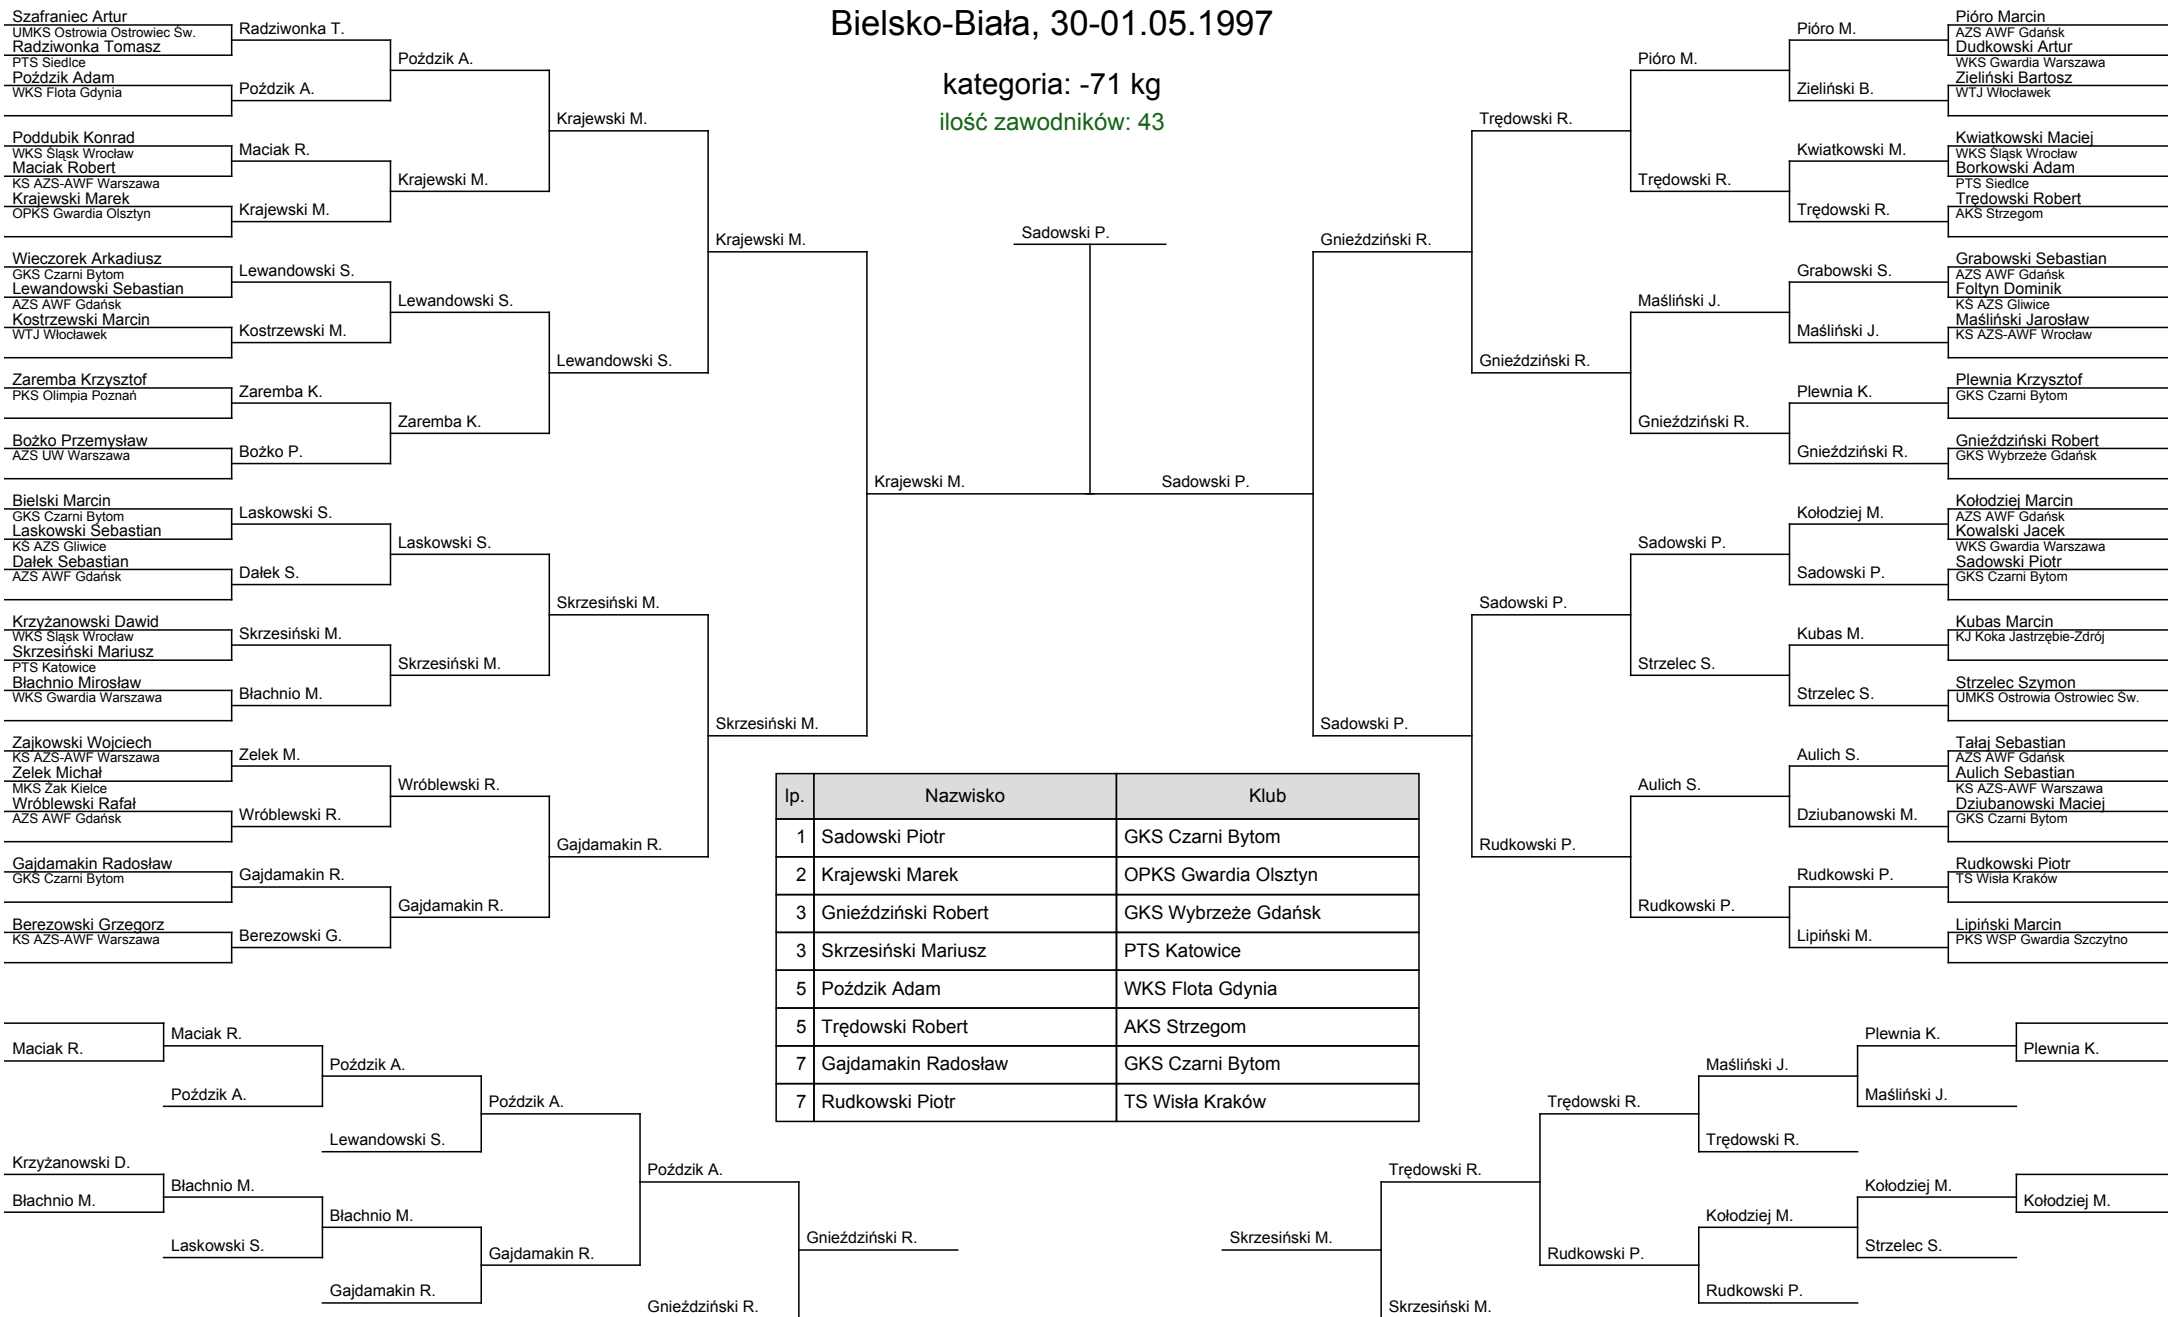 Bielsko-Biała, 30-01.05.1997
kategoria: -71 kg
ilość zawodników: 43
Szafraniec Artur
UMKS Ostrowia Ostrowiec Św.
Radziwonka Tomasz
PTS Siedlce
Poździk Adam
WKS Flota Gdynia
Poddubik Konrad
WKS Śląsk Wrocław
Maciak Robert
KS AZS-AWF Warszawa
Krajewski Marek
OPKS Gwardia Olsztyn
Wieczorek Arkadiusz
GKS Czarni Bytom
Lewandowski Sebastian
AZS AWF Gdańsk
Kostrzewski Marcin
WTJ Włocławek
Zaremba Krzysztof
PKS Olimpia Poznań
Bożko Przemysław
AZS UW Warszawa
Bielski Marcin
GKS Czarni Bytom
Laskowski Sebastian
KS AZS Gliwice
Dałek Sebastian
AZS AWF Gdańsk
Krzyżanowski Dawid
WKS Śląsk Wrocław
Skrzesiński Mariusz
PTS Katowice
Błachnio Mirosław
WKS Gwardia Warszawa
Zajkowski Wojciech
KS AZS-AWF Warszawa
Zelek Michał
MKS Żak Kielce
Wróblewski Rafał
AZS AWF Gdańsk
Gajdamakin Radosław
GKS Czarni Bytom
Berezowski Grzegorz
KS AZS-AWF Warszawa
Radziwonka T.
Poździk A.
Maciak R.
Krajewski M.
Lewandowski S.
Kostrzewski M.
Zaremba K.
Bożko P.
Laskowski S.
Dałek S.
Skrzesiński M.
Błachnio M.
Zelek M.
Wróblewski R.
Gajdamakin R.
Berezowski G.
Poździk A.
Krajewski M.
Lewandowski S.
Zaremba K.
Laskowski S.
Skrzesiński M.
Wróblewski R.
Gajdamakin R.
Krajewski M.
Lewandowski S.
Skrzesiński M.
Gajdamakin R.
Krajewski M.
Skrzesiński M.
Krajewski M.
Sadowski P.
Sadowski P.
Gnieździński R.
Sadowski P.
Trędowski R.
Gnieździński R.
Sadowski P.
Rudkowski P.
Pióro M.
Trędowski R.
Maśliński J.
Gnieździński R.
Sadowski P.
Strzelec S.
Aulich S.
Rudkowski P.
Pióro M.
Zieliński B.
Kwiatkowski M.
Trędowski R.
Grabowski S.
Maśliński J.
Plewnia K.
Gnieździński R.
Kołodziej M.
Sadowski P.
Kubas M.
Strzelec S.
Aulich S.
Dziubanowski M.
Rudkowski P.
Lipiński M.
Pióro Marcin
AZS AWF Gdańsk
Dudkowski Artur
WKS Gwardia Warszawa
Zieliński Bartosz
WTJ Włocławek
Kwiatkowski Maciej
WKS Śląsk Wrocław
Borkowski Adam
PTS Siedlce
Trędowski Robert
AKS Strzegom
Grabowski Sebastian
AZS AWF Gdańsk
Foltyn Dominik
KS AZS Gliwice
Maśliński Jarosław
KS AZS-AWF Wrocław
Plewnia Krzysztof
GKS Czarni Bytom
Gnieździński Robert
GKS Wybrzeże Gdańsk
Kołodziej Marcin
AZS AWF Gdańsk
Kowalski Jacek
WKS Gwardia Warszawa
Sadowski Piotr
GKS Czarni Bytom
Kubas Marcin
KJ Koka Jastrzębie-Zdrój
Strzelec Szymon
UMKS Ostrowia Ostrowiec Św.
Tałaj Sebastian
AZS AWF Gdańsk
Aulich Sebastian
KS AZS-AWF Warszawa
Dziubanowski Maciej
GKS Czarni Bytom
Rudkowski Piotr
TS Wisła Kraków
Lipiński Marcin
PKS WSP Gwardia Szczytno
lp. Nazwisko Klub
1 Sadowski Piotr GKS Czarni Bytom
2 Krajewski Marek OPKS Gwardia Olsztyn
3 Gnieździński Robert GKS Wybrzeże Gdańsk
3 Skrzesiński Mariusz PTS Katowice
5 Poździk Adam WKS Flota Gdynia
5 Trędowski Robert AKS Strzegom
7 Gajdamakin Radosław GKS Czarni Bytom
7 Rudkowski Piotr TS Wisła Kraków
Maciak R.
Krzyżanowski D.
Błachnio M.
Maciak R.
Poździk A.
Błachnio M.
Laskowski S.
Poździk A.
Lewandowski S.
Błachnio M.
Gajdamakin R.
Poździk A.
Gajdamakin R.
Poździk A.
Gnieździński R.
Gnieździński R.
Skrzesiński M.
Trędowski R.
Skrzesiński M.
Trędowski R.
Rudkowski P.
Maśliński J.
Trędowski R.
Kołodziej M.
Rudkowski P.
Plewnia K.
Maśliński J.
Kołodziej M.
Strzelec S.
Plewnia K.
Kołodziej M.